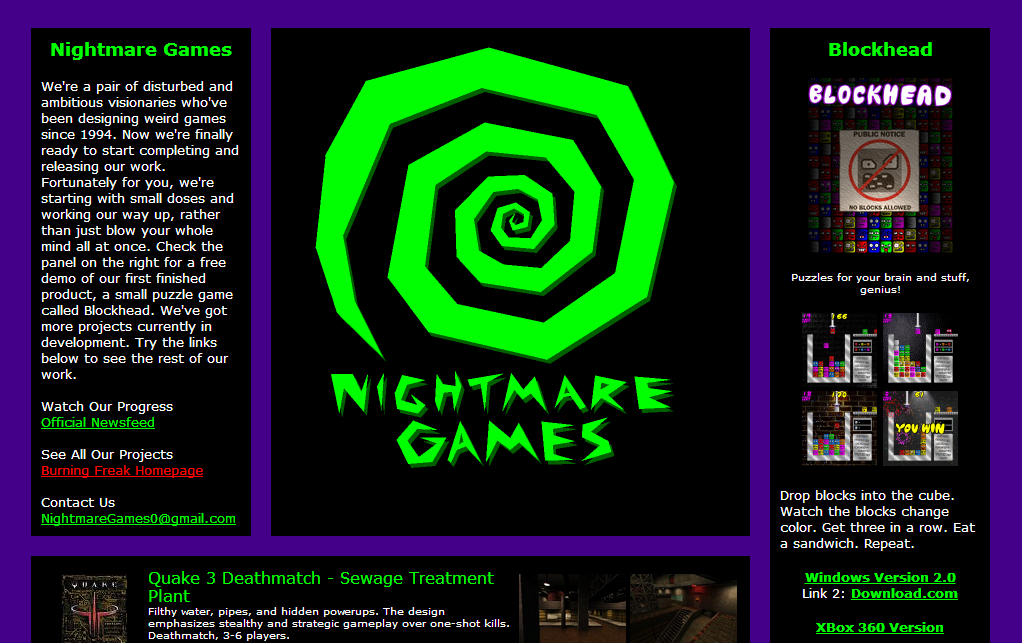 Nightmare Games
We're a pair of disturbed and
ambitious visionaries who've
been designing weird games
since 1994. Now we're finally
ready to start completing and
releasing our work.
Fortunately for you, we're
starting with small doses and
working our way up, rather
than just blow your whole
mind all at once. Check the
panel on the right for a free
demo of our first finished
product, a small puzzle game
called Blockhead. We've got
more projects currently in
development. Try the links
below to see the rest of our
work.
Watch Our Progress
Official Newsfeed
See All Our Projects
Burning Freak Homepage
Contact Us
NightmareGames0@gmail.com
NIGHTMARE
GAMES
Quake 3 Deathmatch - Sewage Treatment
Plant
Filthy water, pipes, and hidden powerups. The design
emphasizes stealthy and strategic gameplay over one-shot kills.
Deathmatch, 3-6 players.
QUAKE
Blockhead
BLOCKHEAD
PUBLIC NOTICE
NO BLOCKS ALLOWED
Puzzles for your brain and stuff,
genius!
YOU WIN
Drop blocks into the cube.
Watch the blocks change
color. Get three in a row. Eat
a sandwich. Repeat.
Windows Version 2.0
Link 2: Download.com
XBox 360 Version